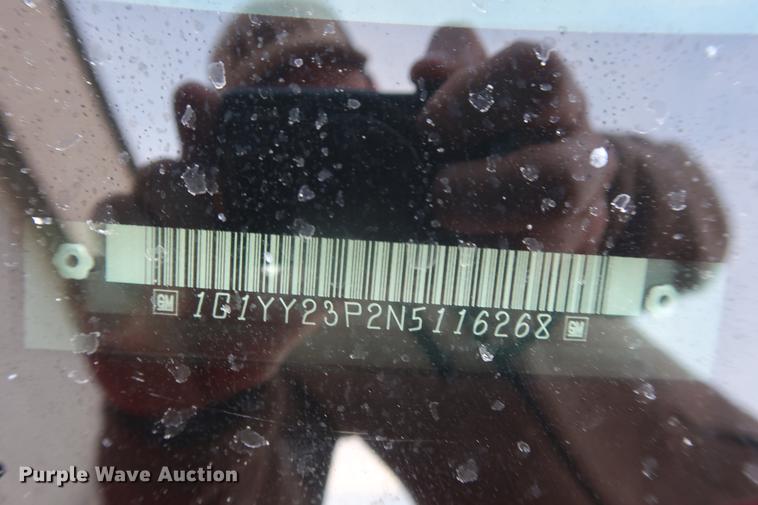 GM 1G1YY23P2N5116268 GM
Purple Wave Auction